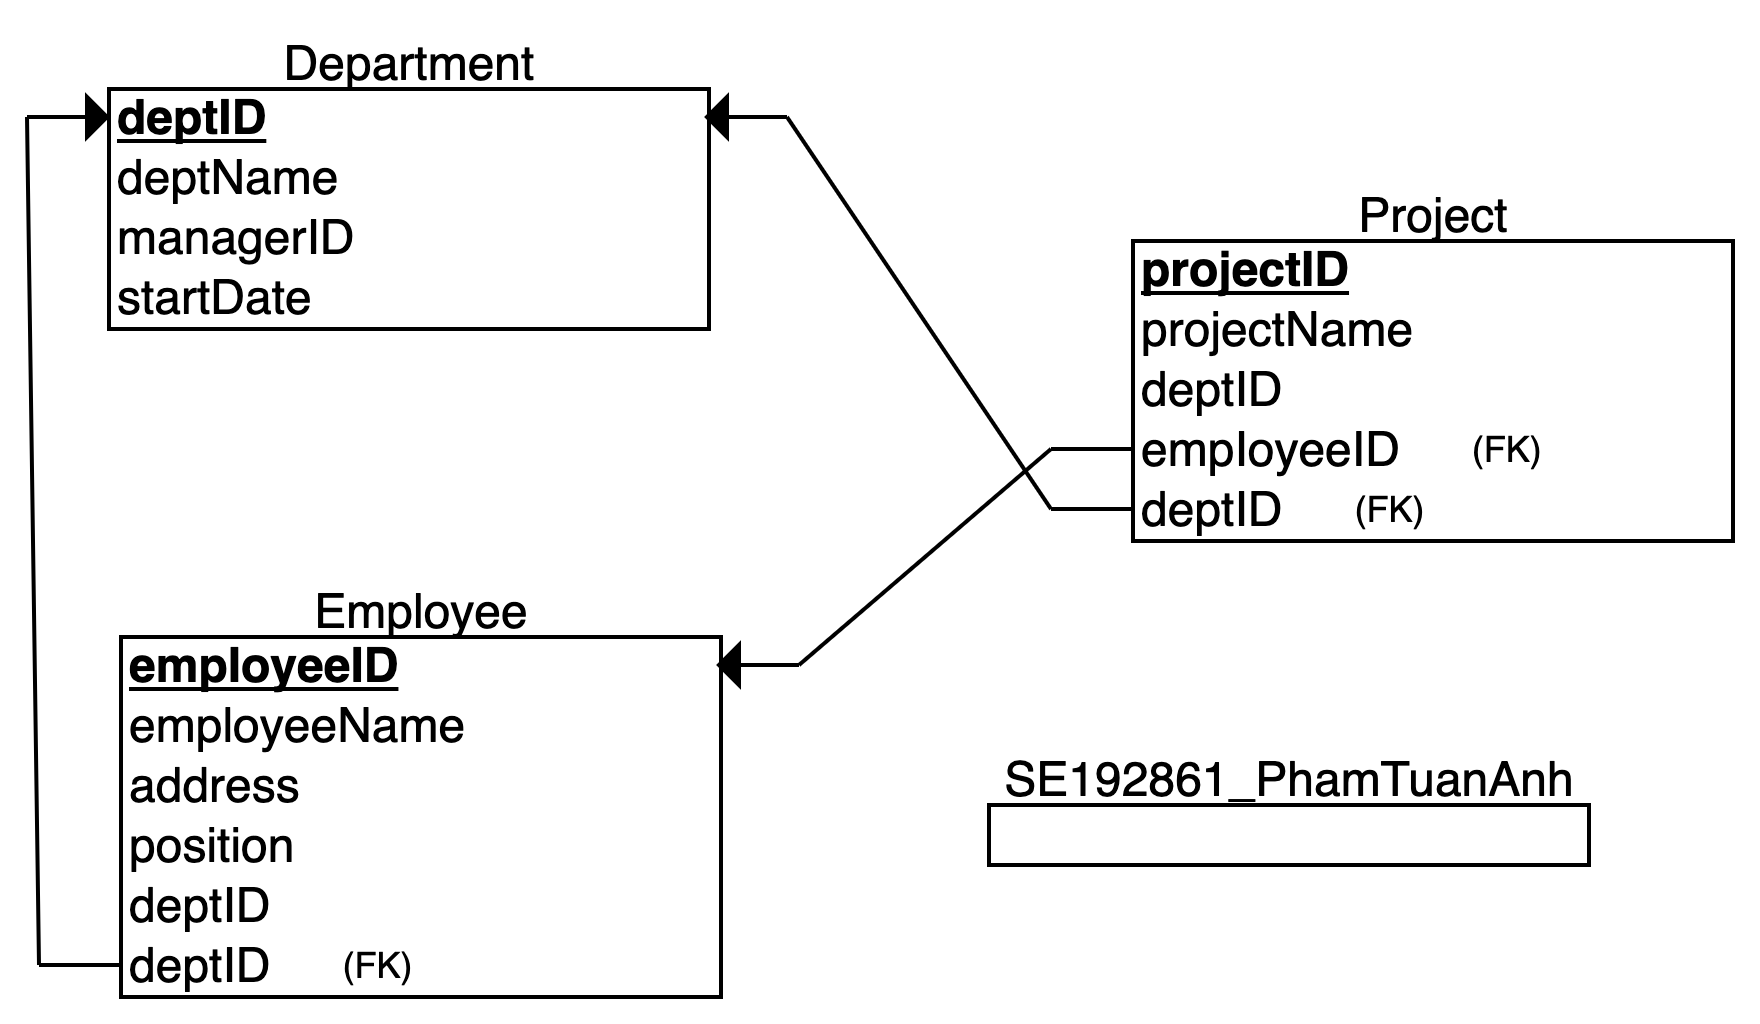 Department
deptID
deptName
managerID
startDate
Project
projectID
projectName
deptID
employeeID (FK)
deptID (FK)
Employee
employeeID
employeeName
address
position
deptID
deptID (FK)
SE192861_PhamTuanAnh